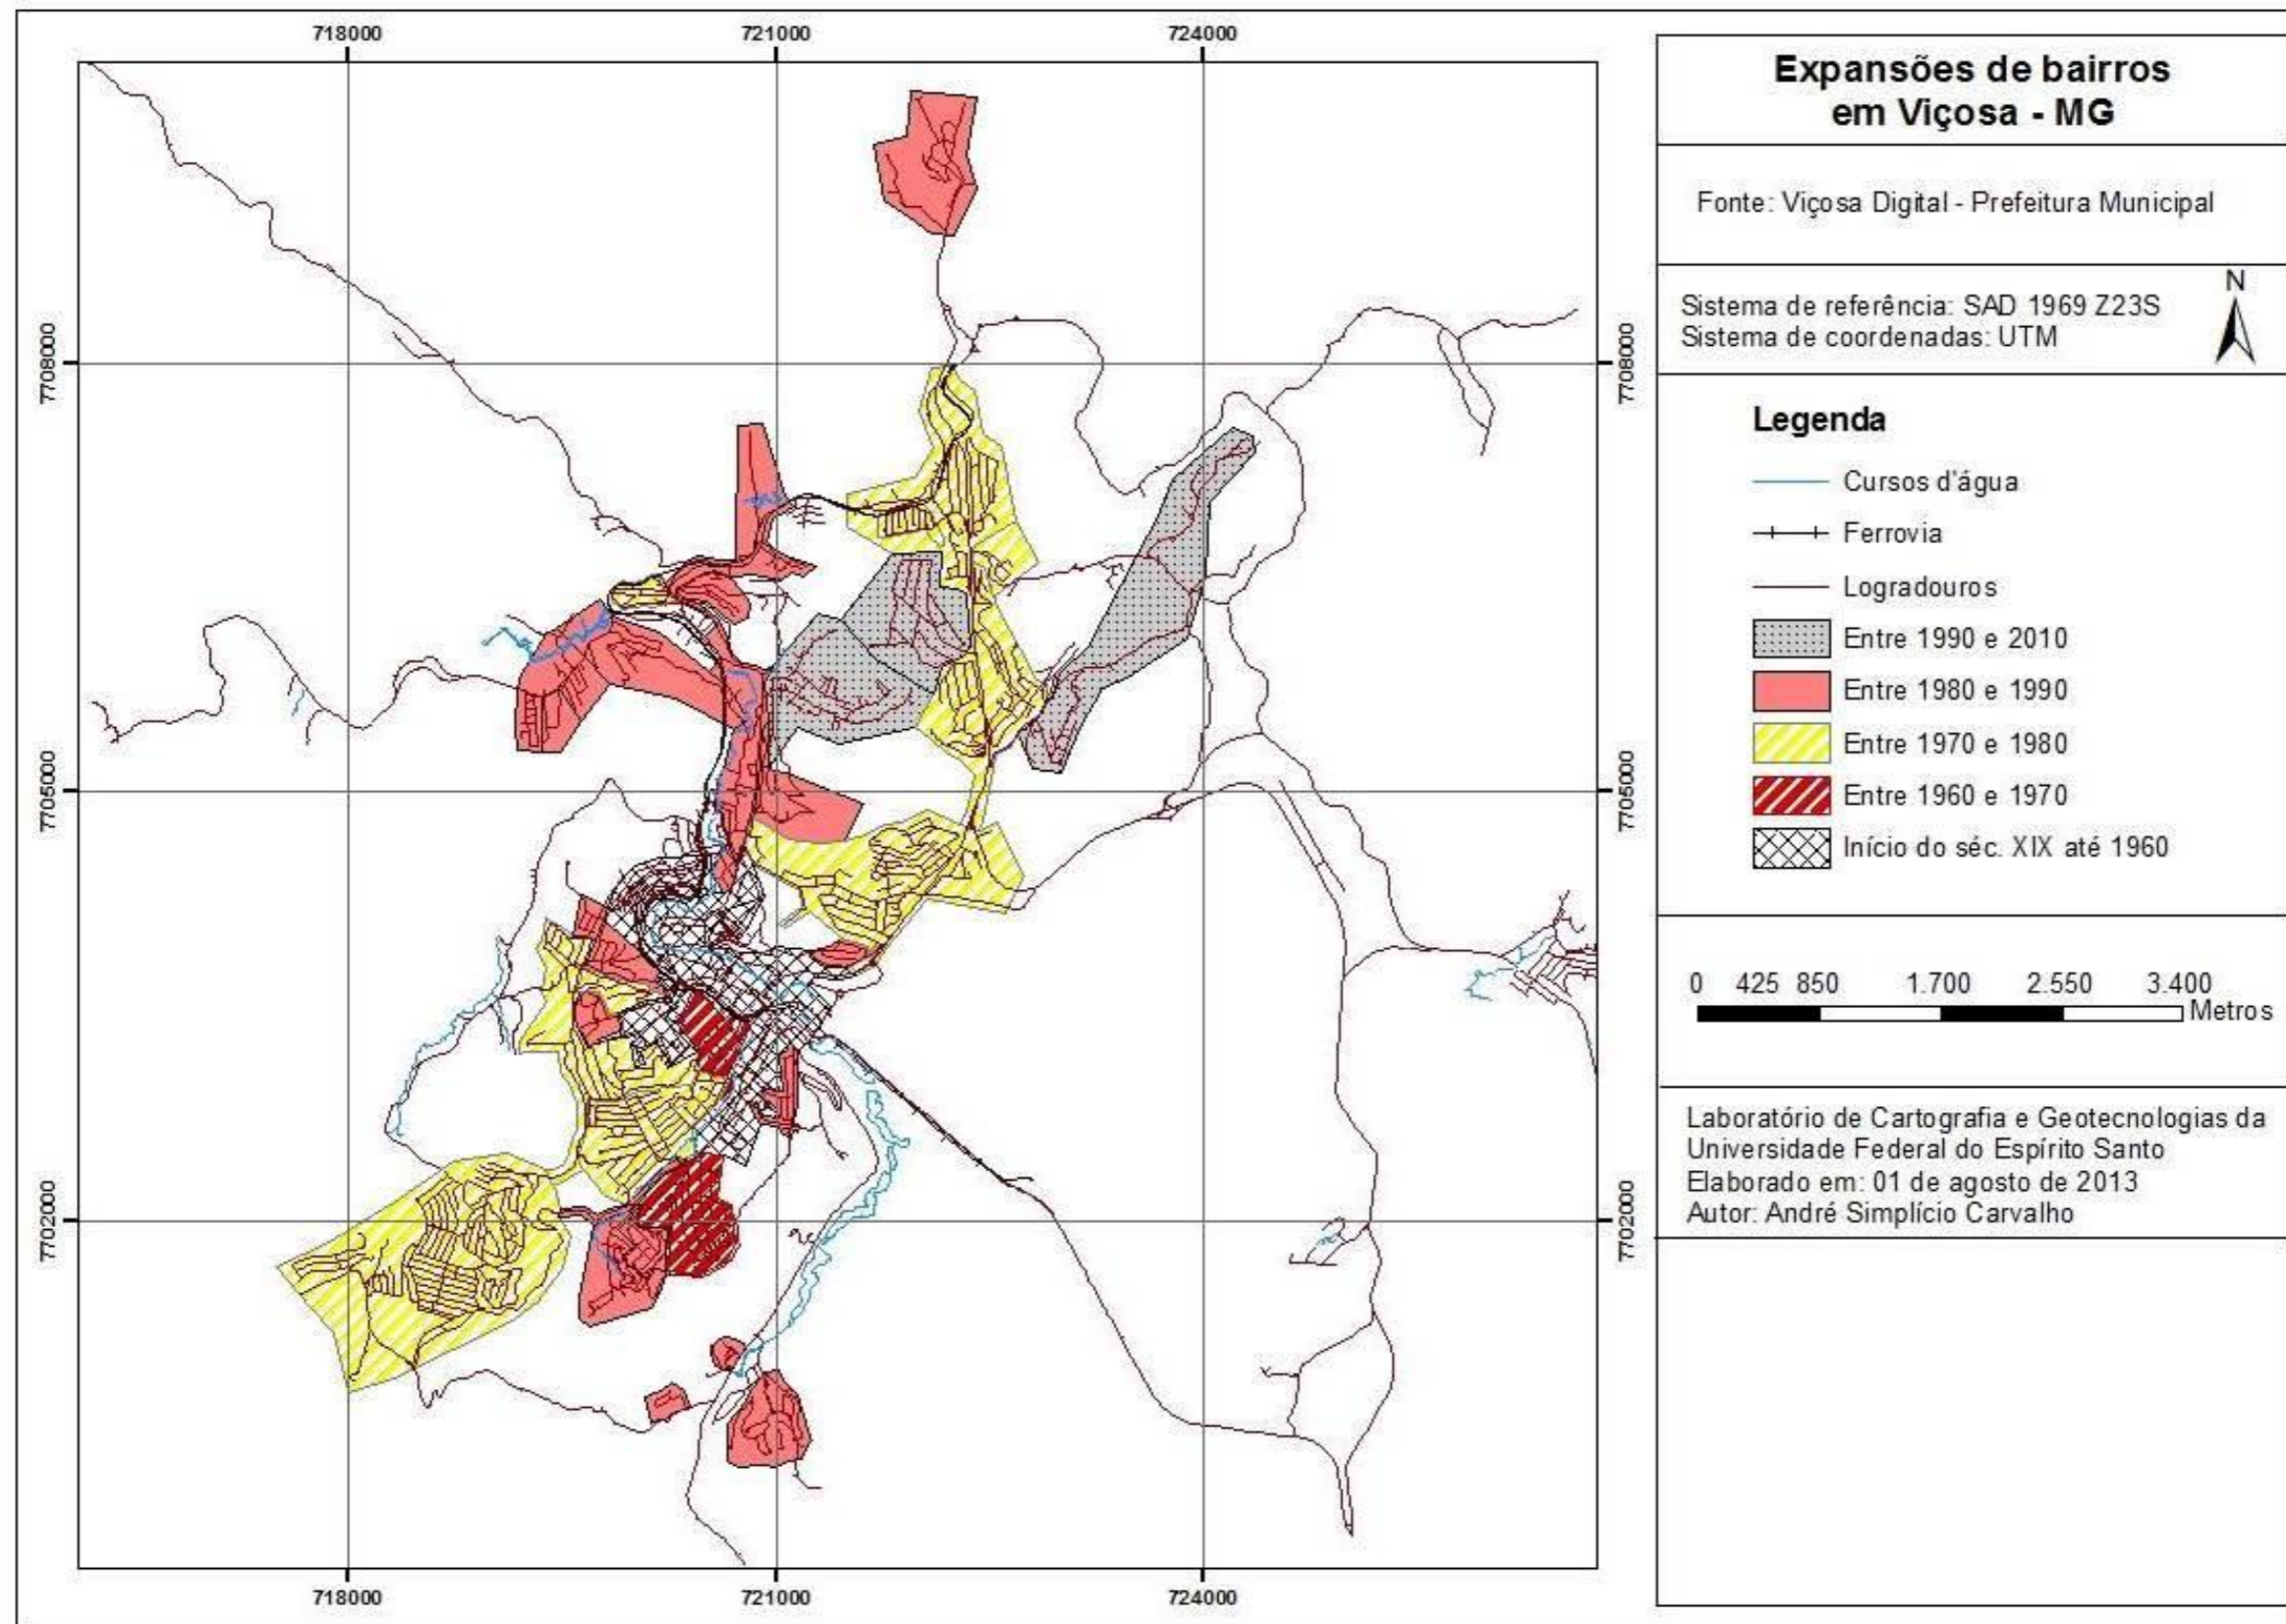 718000 721000 724000
7708000 7708000
7705000 7705000
7702000 7702000
718000 721000 724000
Expansões de bairros
em Viçosa - MG
Fonte: Viçosa Digital - Prefeitura Municipal
N
Sistema de referência: SAD 1969 Z23S
Sistema de coordenadas: UTM
Legenda
Cursos d'água
Ferrovia
Logradouros
Entre 1990 e 2010
Entre 1980 e 1990
Entre 1970 e 1980
Entre 1960 e 1970
Início do séc. XIX até 1960
0 425 850 1.700 2.550 3.400
Metros
Laboratório de Cartografia e Geotecnologias da
Universidade Federal do Espírito Santo
Elaborado em: 01 de agosto de 2013
Autor: André Simplício Carvalho